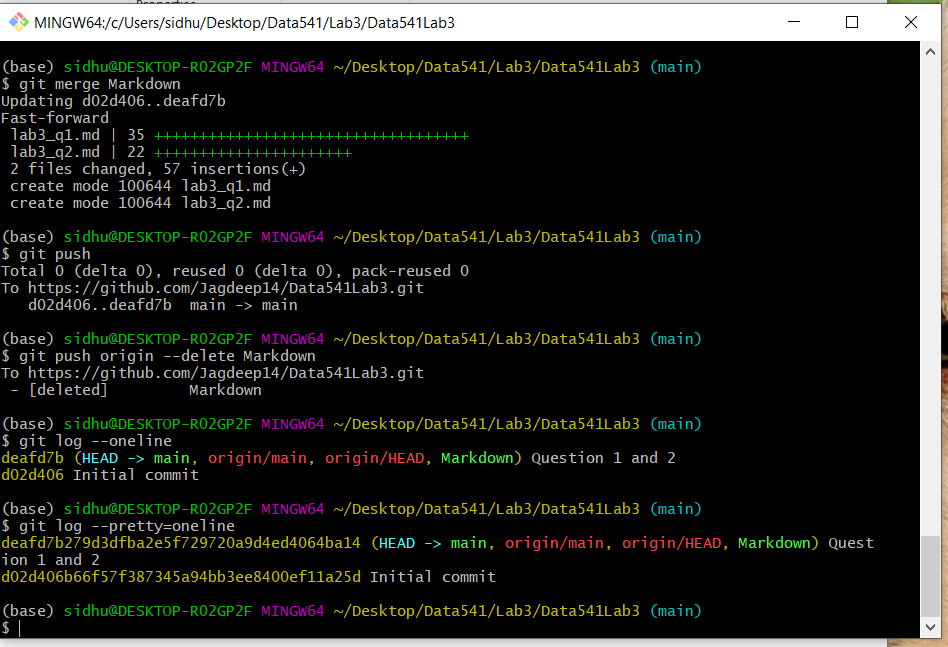 Properties
MINGW64:/c/Users/sidhu/Desktop/Data541/Lab3/Data541Lab3
(base) sidhu@DESKTOP-RO2GP2F MINGW64 ~/Desktop/Data541/Lab3/Data541Lab3 (main)
$ git merge Markdown
Updating d02d406..deafd7b
Fast-forward
 lab3_q1.md | 35 +++++++++++++++++++++++++++++++++++
 lab3_q2.md | 22 ++++++++++++++++++++++
 2 files changed, 57 insertions(+)
 create mode 100644 lab3_q1.md
 create mode 100644 lab3_q2.md
(base) sidhu@DESKTOP-RO2GP2F MINGW64 ~/Desktop/Data541/Lab3/Data541Lab3 (main)
$ git push
Total 0 (delta 0), reused 0 (delta 0), pack-reused 0
To https://github.com/Jagdeep14/Data541Lab3.git
   d02d406..deafd7b  main -> main
(base) sidhu@DESKTOP-RO2GP2F MINGW64 ~/Desktop/Data541/Lab3/Data541Lab3 (main)
$ git push origin --delete Markdown
To https://github.com/Jagdeep14/Data541Lab3.git
 - [deleted]         Markdown
(base) sidhu@DESKTOP-RO2GP2F MINGW64 ~/Desktop/Data541/Lab3/Data541Lab3 (main)
$ git log --oneline
deafd7b (HEAD -> main, origin/main, origin/HEAD, Markdown) Question 1 and 2
d02d406 Initial commit
(base) sidhu@DESKTOP-RO2GP2F MINGW64 ~/Desktop/Data541/Lab3/Data541Lab3 (main)
$ git log --pretty=oneline
deafd7b279d3dfba2e5f729720a9d4ed4064ba14 (HEAD -> main, origin/main, origin/HEAD, Markdown) Quest
ion 1 and 2
d02d406b66f57f387345a94bb3ee8400ef11a25d Initial commit
(base) sidhu@DESKTOP-RO2GP2F MINGW64 ~/Desktop/Data541/Lab3/Data541Lab3 (main)
$